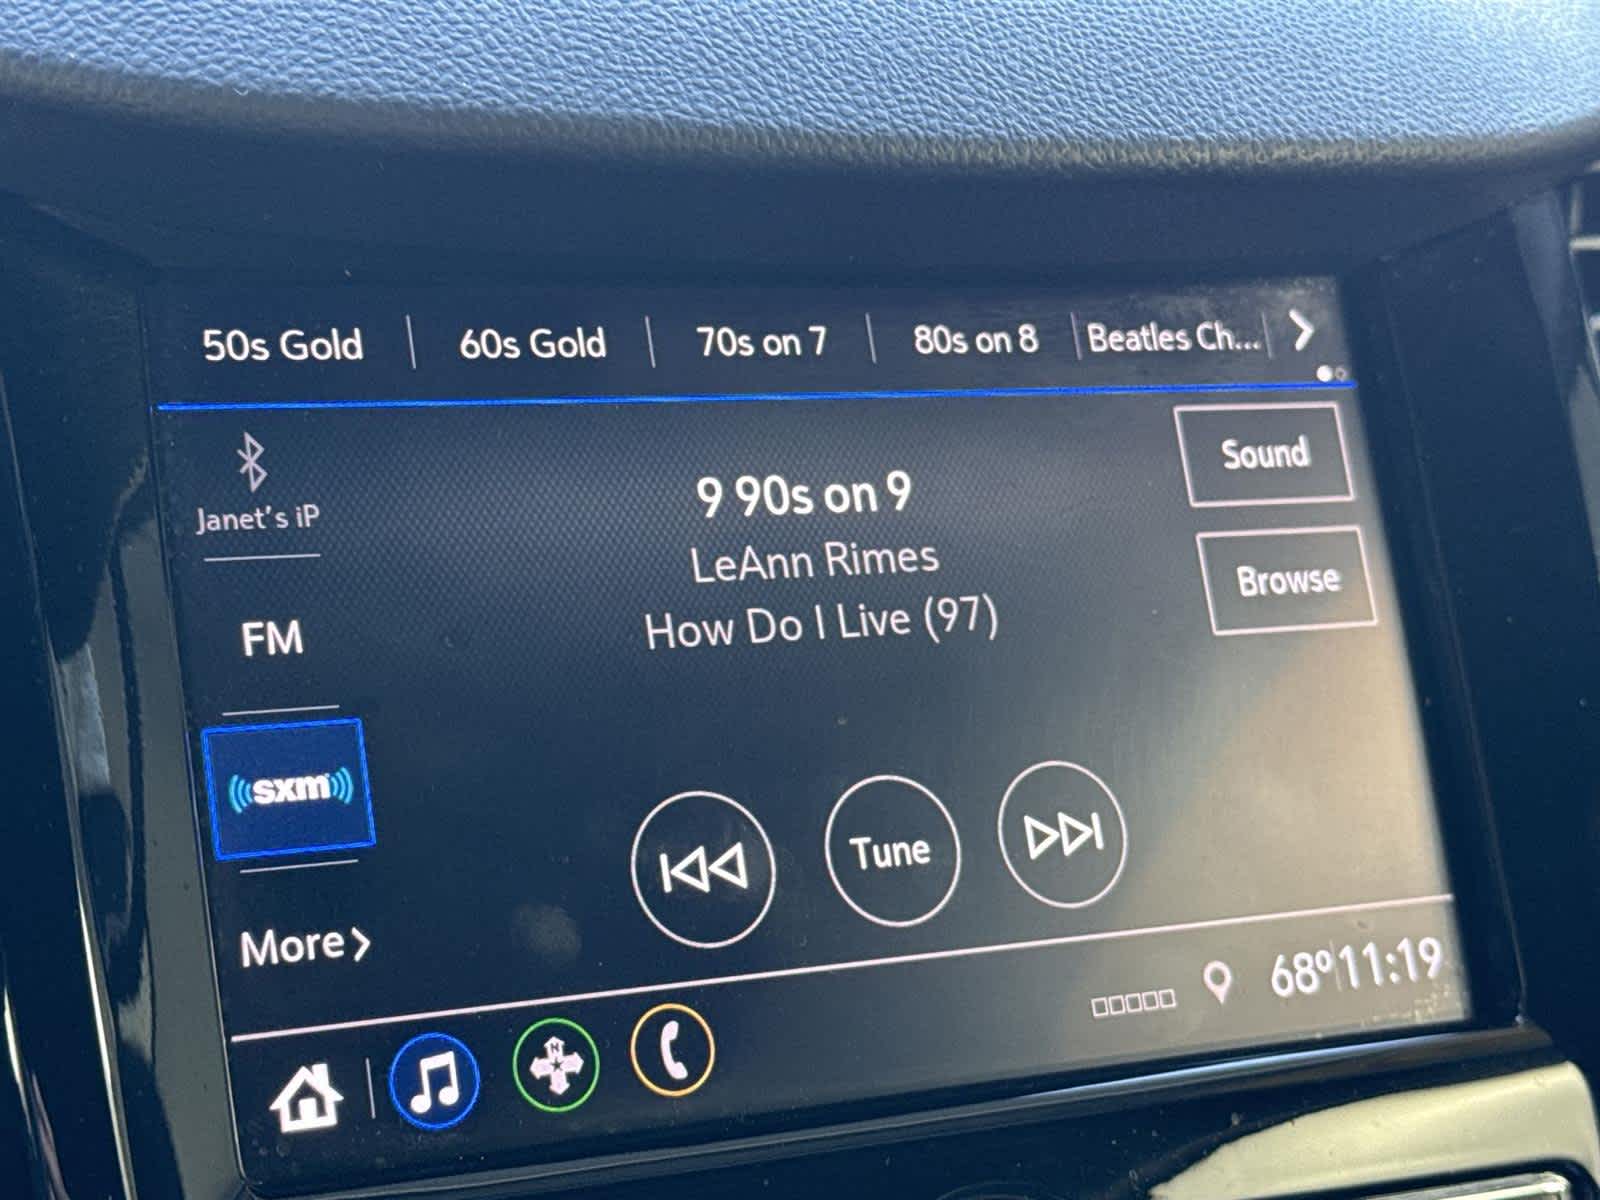 50s Gold | 60s Gold | 70s on 7 | 80s on 8 | Beatles Ch...
Janet's iP
9 90s on 9
LeAnn Rimes
How Do I Live (97)
Sound
Browse
FM
sxm
Tune
More
68° 11:19
N